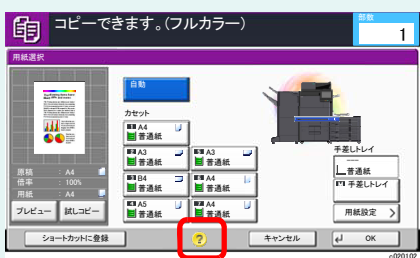 コピーできます。(フルカラー)
部数
1
用紙選択
自動
カセット
A4
普通紙
A3
普通紙
A3
普通紙
B4
普通紙
A4
普通紙
A5
普通紙
A4
普通紙
手差しトレイ
普通紙
手差しトレイ
用紙設定
原稿 : A4
倍率 : 100%
用紙 : A4
プレビュー
試しコピー
ショートカットに登録
?
キャンセル
OK
c020102